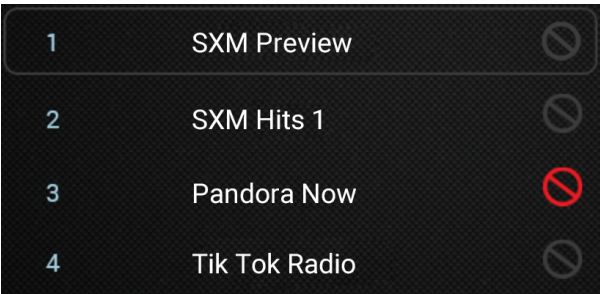 1 SXM Preview
2 SXM Hits 1
3 Pandora Now
4 Tik Tok Radio